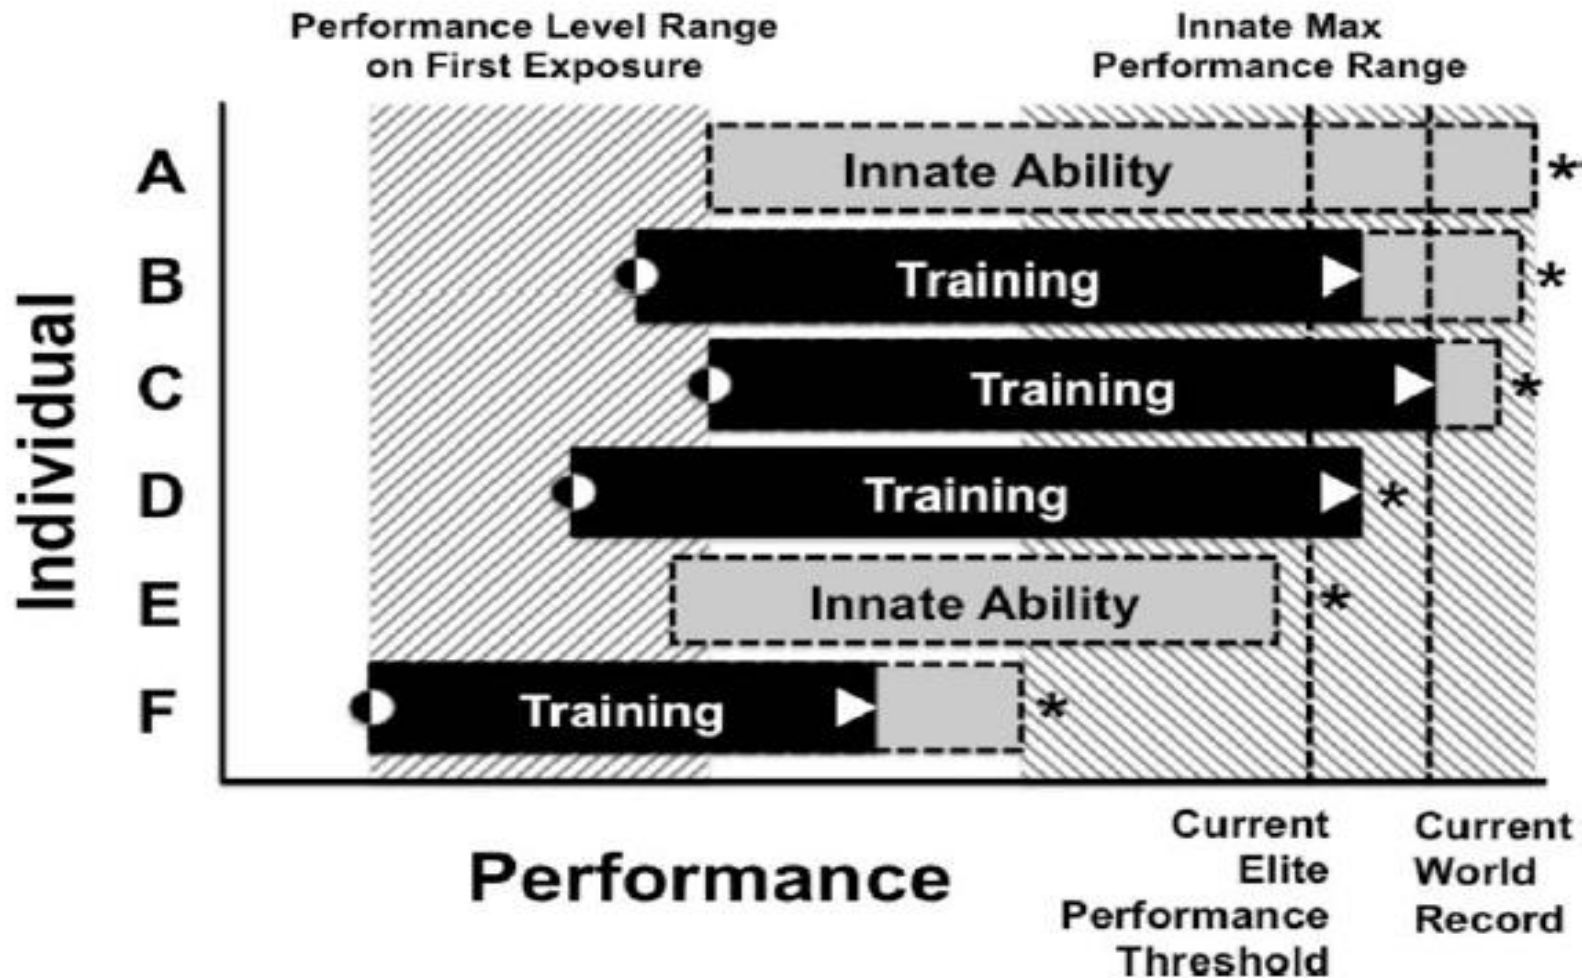 Performance Level Range
on First Exposure
Innate Max
Performance Range
Individual
A
Innate Ability
*
B
Training
*
C
Training
*
D
Training
*
E
Innate Ability
*
F
Training
*
Performance
Current
Elite
Performance
Threshold
Current
World
Record